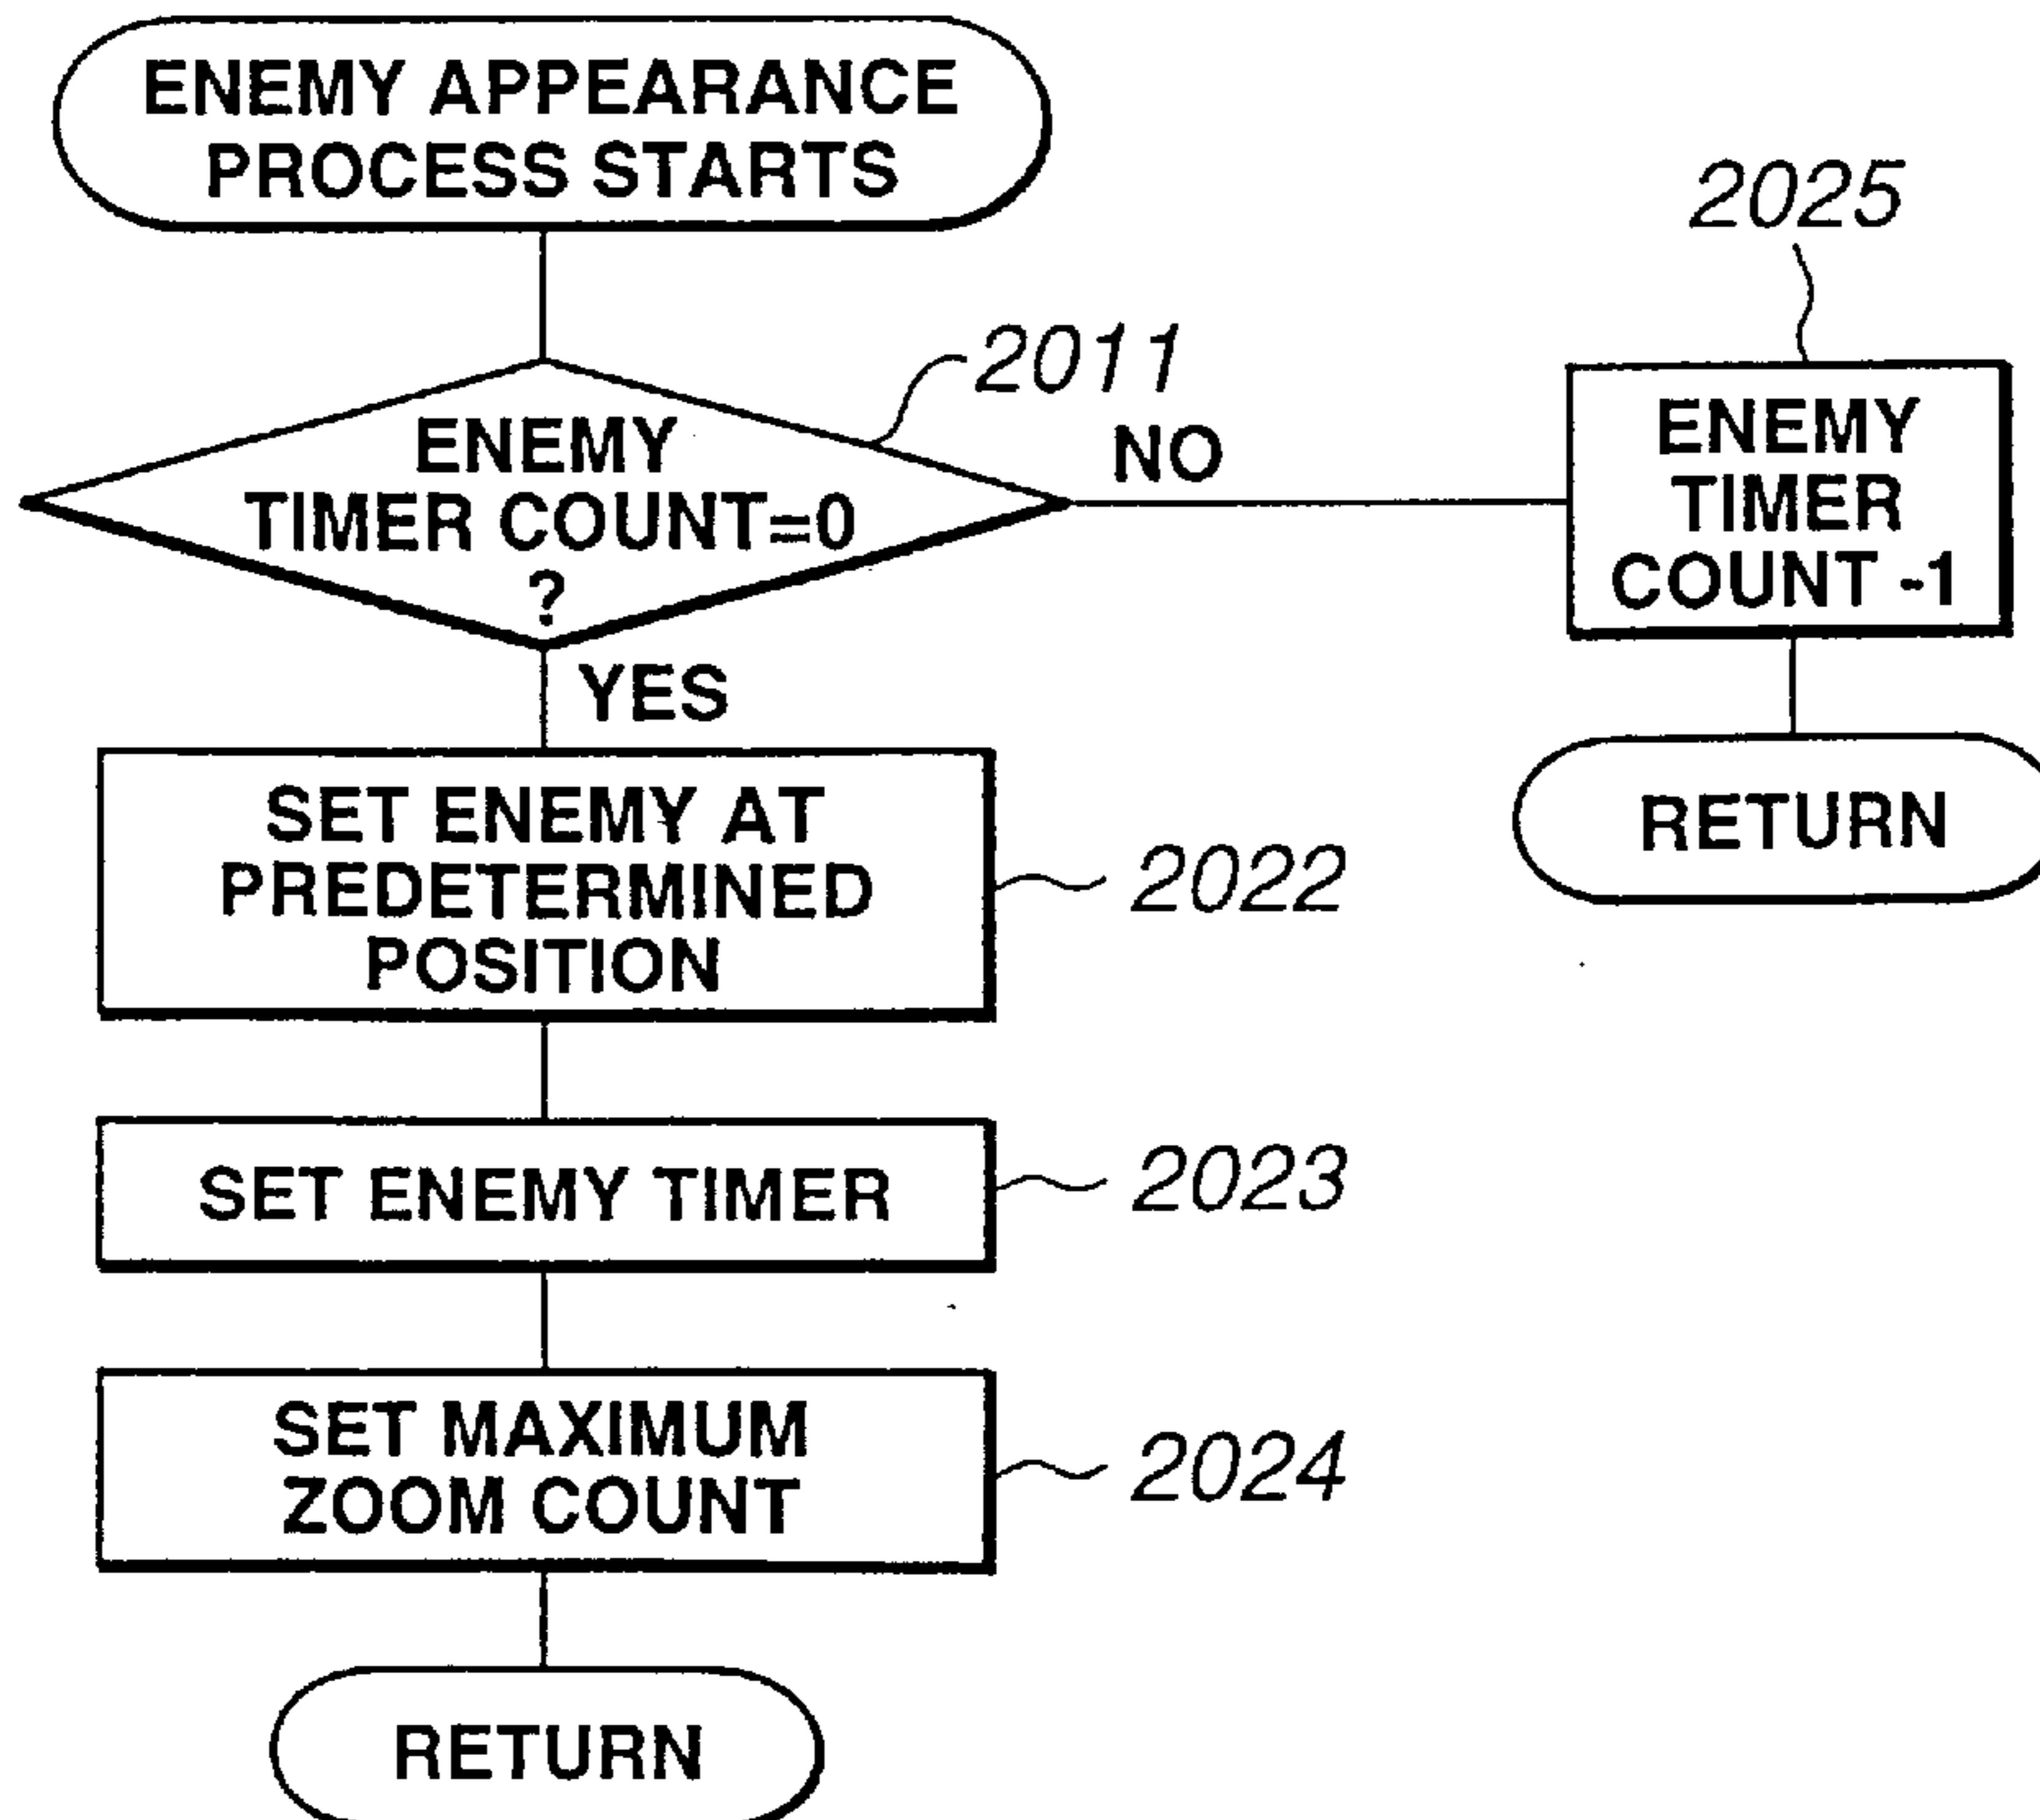 ENEMY APPEARANCE
PROCESS STARTS
2011
ENEMY
TIMER COUNT=0
?
NO
YES
2025
ENEMY
TIMER
COUNT -1
RETURN
SET ENEMY AT
PREDETERMINED
POSITION
2022
SET ENEMY TIMER
2023
SET MAXIMUM
ZOOM COUNT
2024
RETURN